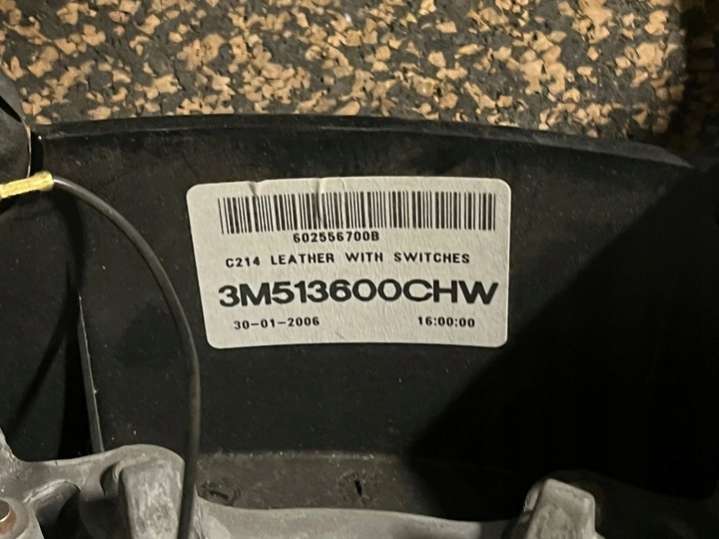 602556700B
C214 LEATHER WITH SWITCHES
3M513600CHW
30-01-2006 16:00:00